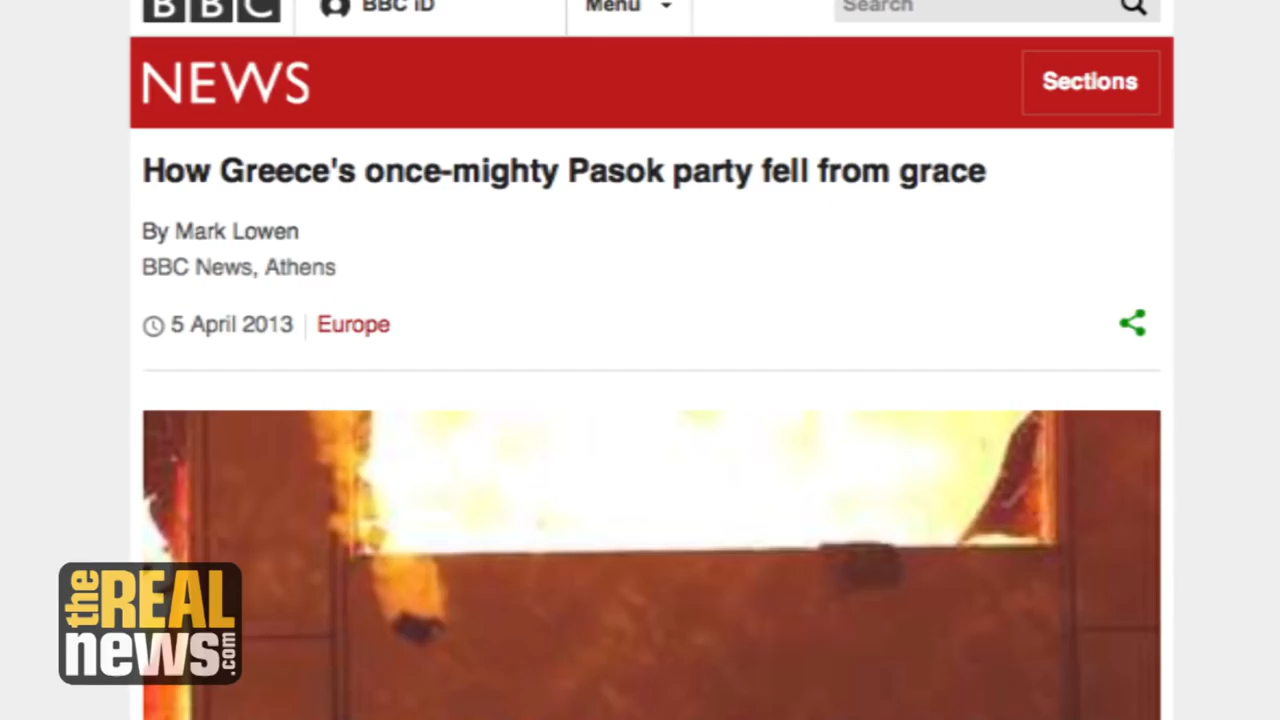 BBC
BBC iD
Menu
Search
NEWS
Sections
How Greece's once-mighty Pasok party fell from grace
By Mark Lowen
BBC News, Athens
5 April 2013
Europe
the REAL
news.com